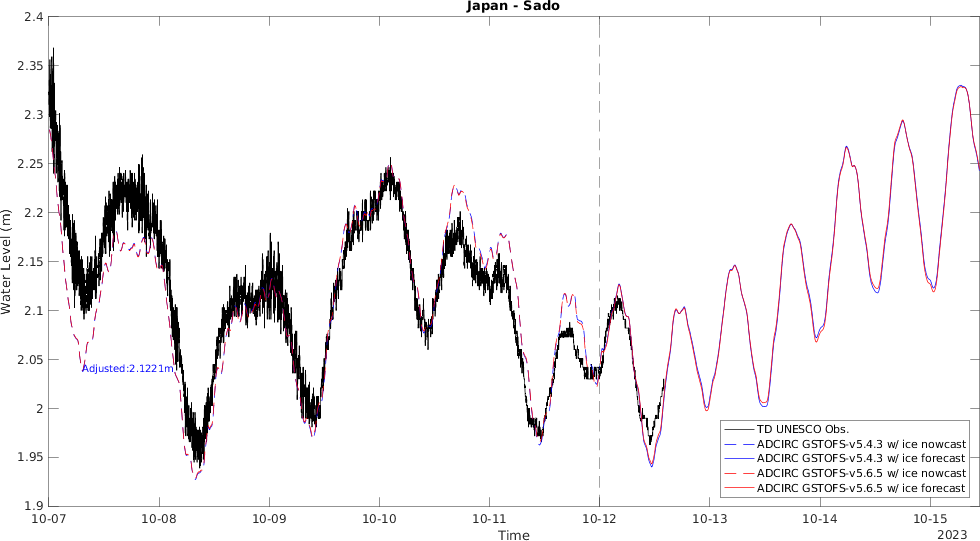 Japan - Sado
2.4
2.35
2.3
2.25
2.2
2.15
2.1
2.05
2
1.95
1.9
Water Level (m)
Adjusted:2.1221m
TD UNESCO Obs.
ADCIRC GSTOFS-v5.4.3 w/ ice nowcast
ADCIRC GSTOFS-v5.4.3 w/ ice forecast
ADCIRC GSTOFS-v5.6.5 w/ ice nowcast
ADCIRC GSTOFS-v5.6.5 w/ ice forecast
10-07 10-08 10-09 10-10 10-11 10-12 10-13 10-14 10-15
Time
2023